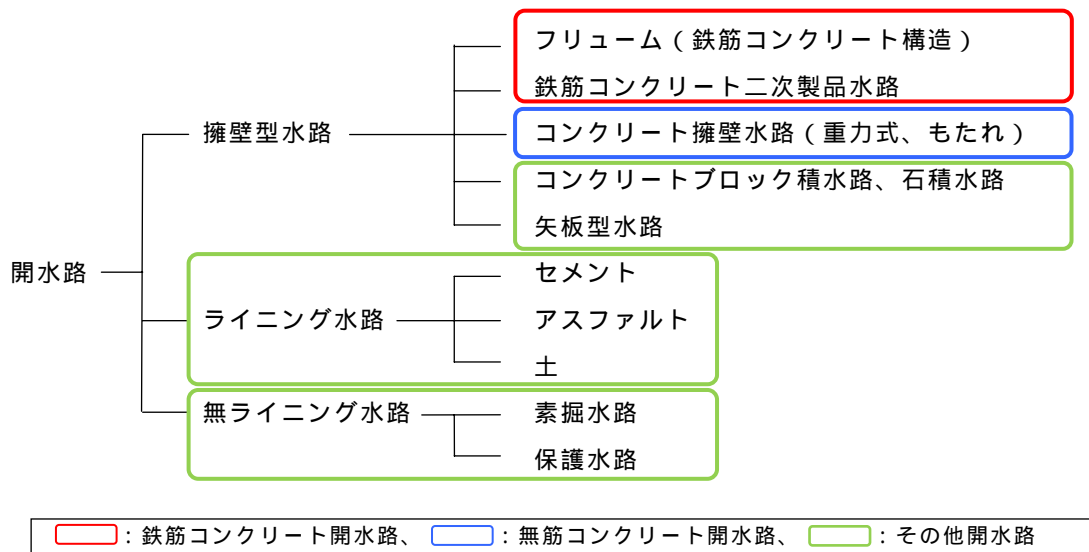 フリューム（鉄筋コンクリート構造）
鉄筋コンクリート二次製品水路
擁壁型水路
コンクリート擁壁水路（重力式、もたれ）
コンクリートブロック積水路、石積水路
矢板型水路
開水路
セメント
ライニング水路
アスファルト
土
無ライニング水路
素掘水路
保護水路
：鉄筋コンクリート開水路、：無筋コンクリート開水路、：その他開水路